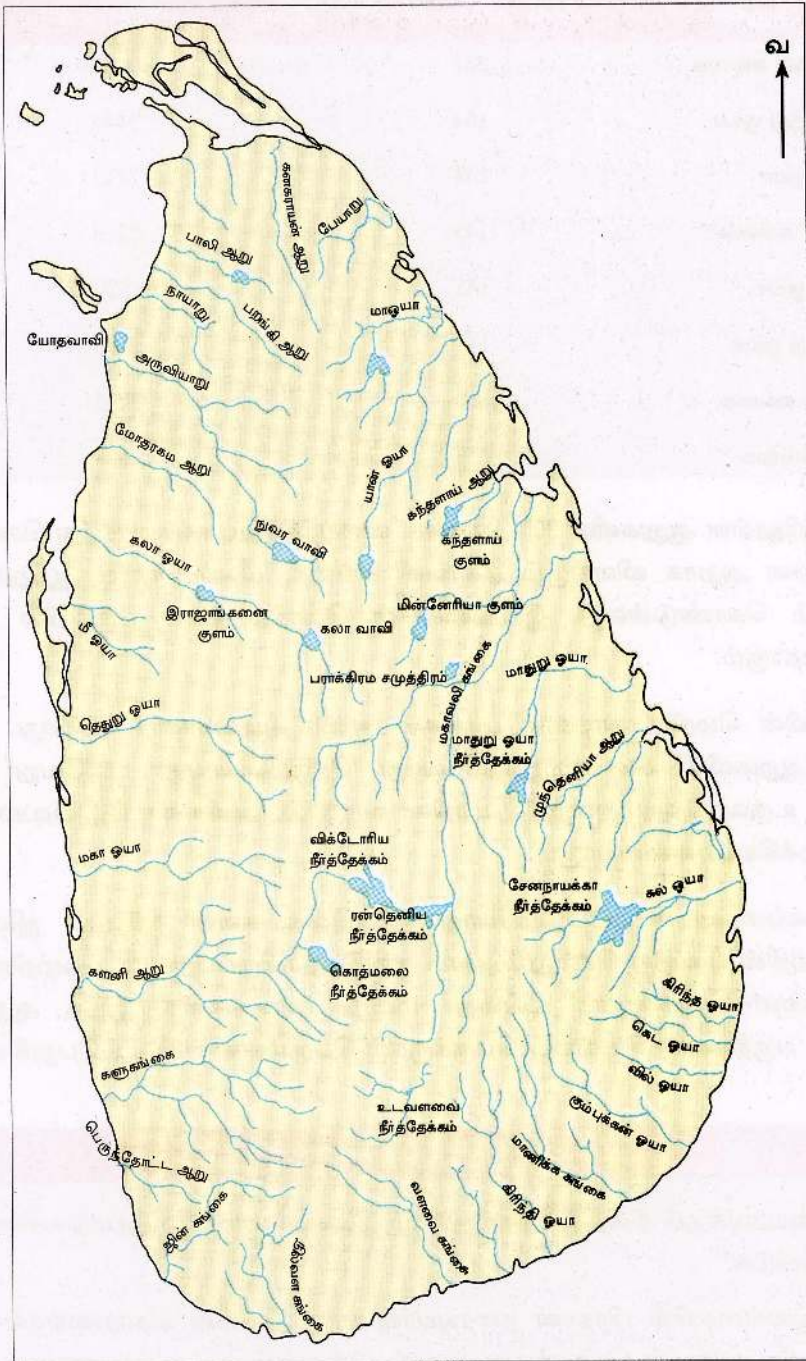 வ
கனகராயன் ஆறு
பேயாறு
பாலி ஆறு
நாயாறு
பறங்கி ஆறு
மாஓயா
யோதவாவி
அருவியாறு
மோதரகம ஆறு
யான் ஓயா
கந்தளாய் ஆறு
நுவர வாவி
கந்தளாய்
குளம்
கலா ஓயா
மின்னேரியா குளம்
இராஜாங்கனை
குளம்
கலா வாவி
மீ ஓயா
பராக்கிரம சமுத்திரம்
மகாவலி கங்கை
மாதுறு ஓயா
தெதுறு ஓயா
மாதுறு ஓயா
நீர்த்தேக்கம்
முந்தெனியா ஆறு
மகா ஓயா
விக்டோரிய
நீர்த்தேக்கம்
சேனநாயக்கா
நீர்த்தேக்கம்
கல் ஓயா
ரன்தெனிய
நீர்த்தேக்கம்
களனி ஆறு
கொத்மலை
நீர்த்தேக்கம்
கிரிந்த ஓயா
கெட ஓயா
வில் ஓயா
களுகங்கை
கும்புக்கன் ஓயா
உடவளவை
நீர்த்தேக்கம்
மாணிக்க கங்கை
பெருந்தோட்ட ஆறு
கிரிந்தி ஓயா
வளவை கங்கை
ஜின் கங்கை